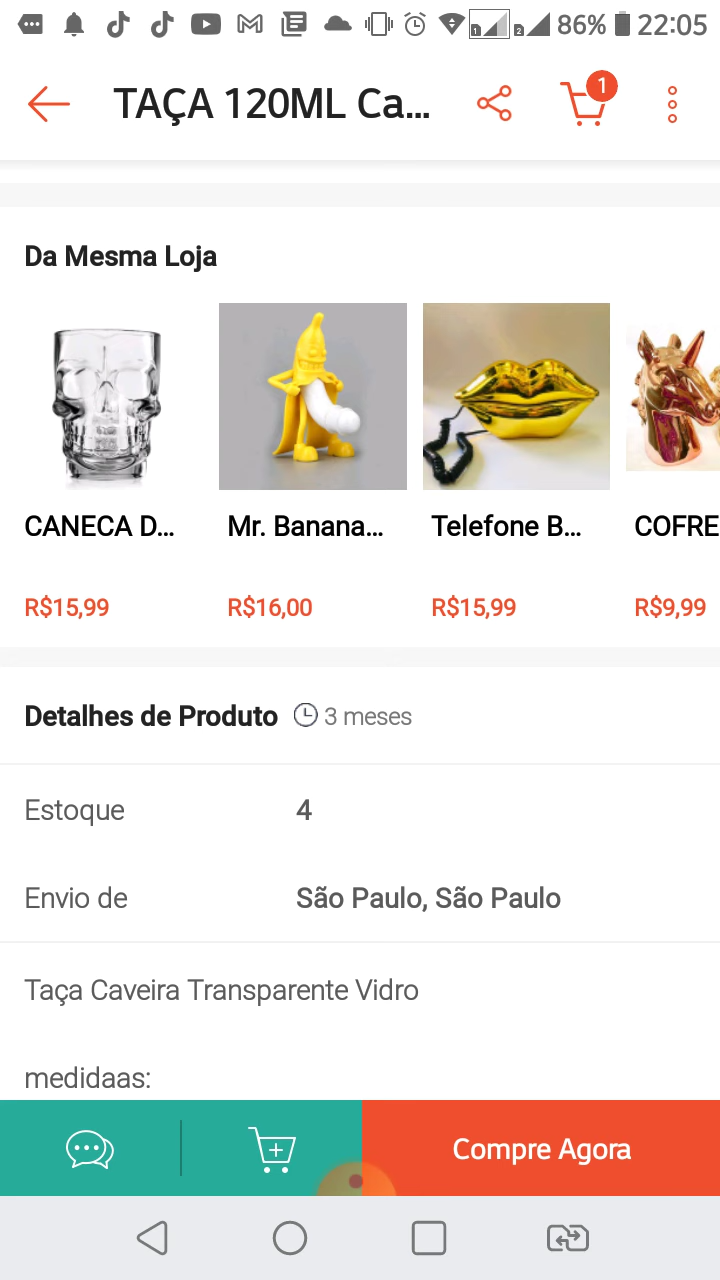 86% 22:05
TAÇA 120ML Ca...
1
Da Mesma Loja
CANECA D...
Mr. Banana...
Telefone B...
COFRE
R$15,99
R$16,00
R$15,99
R$9,99
Detalhes de Produto 3 meses
Estoque 4
Envio de São Paulo, São Paulo
Taça Caveira Transparente Vidro
medidaas:
Compre Agora